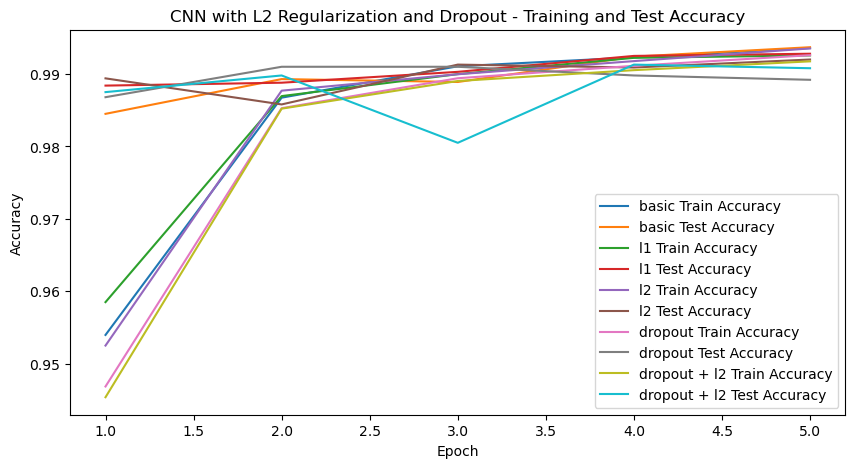 CNN with L2 Regularization and Dropout - Training and Test Accuracy
Accuracy
0.99
0.98
0.97
0.96
0.95
basic Train Accuracy
basic Test Accuracy
l1 Train Accuracy
l1 Test Accuracy
l2 Train Accuracy
l2 Test Accuracy
dropout Train Accuracy
dropout Test Accuracy
dropout + l2 Train Accuracy
dropout + l2 Test Accuracy
1.0 1.5 2.0 2.5 3.0 3.5 4.0 4.5 5.0
Epoch